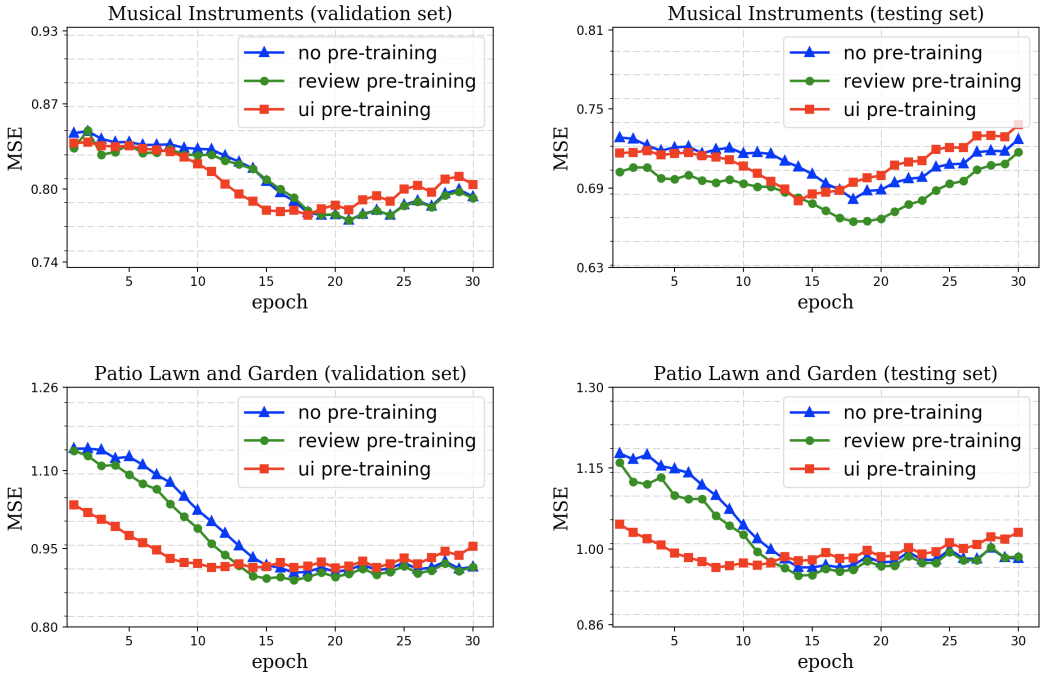 Musical Instruments (validation set)
0.93
0.87
0.80
0.74
MSE
no pre-training
review pre-training
ui pre-training
5 10 15 20 25 30
epoch
Musical Instruments (testing set)
0.81
0.75
0.69
0.63
MSE
no pre-training
review pre-training
ui pre-training
5 10 15 20 25 30
epoch
Patio Lawn and Garden (validation set)
1.26
1.10
0.95
0.80
MSE
no pre-training
review pre-training
ui pre-training
5 10 15 20 25 30
epoch
Patio Lawn and Garden (testing set)
1.30
1.15
1.00
0.86
MSE
no pre-training
review pre-training
ui pre-training
5 10 15 20 25 30
epoch